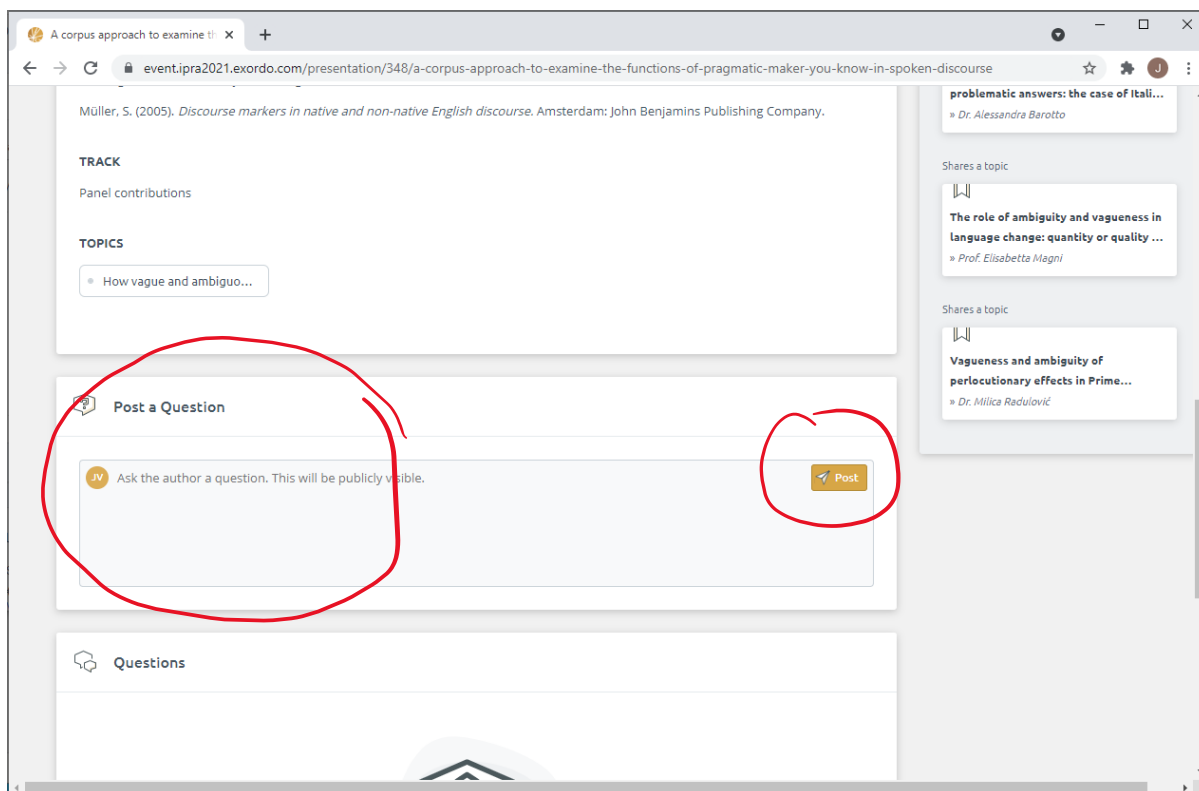 A corpus approach to examine th
event.ipra2021.exordo.com/presentation/348/a-corpus-approach-to-examine-the-functions-of-pragmatic-maker-you-know-in-spoken-discourse
J
Müller, S. (2005). Discourse markers in native and non-native English discourse. Amsterdam: John Benjamins Publishing Company.
TRACK
Panel contributions
TOPICS
How vague and ambiguo...
Post a Question
JV Ask the author a question. This will be publicly visible.
Post
Questions
problematic answers: the case of Itali...
» Dr. Alessandra Barotto
Shares a topic
The role of ambiguity and vagueness in
language change: quantity or quality ...
» Prof. Elisabetta Magni
Shares a topic
Vagueness and ambiguity of
perlocutionary effects in Prime...
» Dr. Milica Radulović